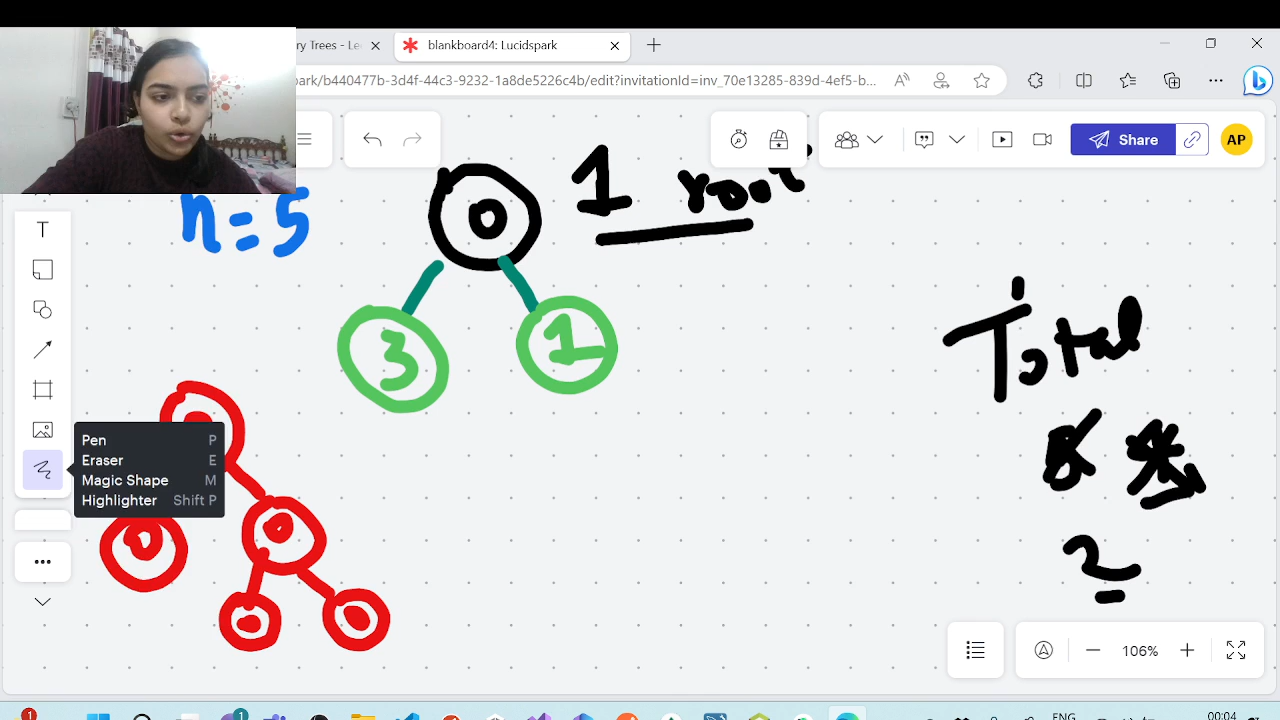 ry Trees - Le
blankboard4: Lucidspark
park/b440477b-3d4f-44c3-9232-1a8de5226c4b/edit?invitationId=inv_70e13285-839d-4ef5-b...
Share
AP
1 root
n=5
0
3
1
Total
2
Pen P
Eraser E
Magic Shape M
Highlighter Shift P
0
0
0
0
106%
1
1
ENG
00:04